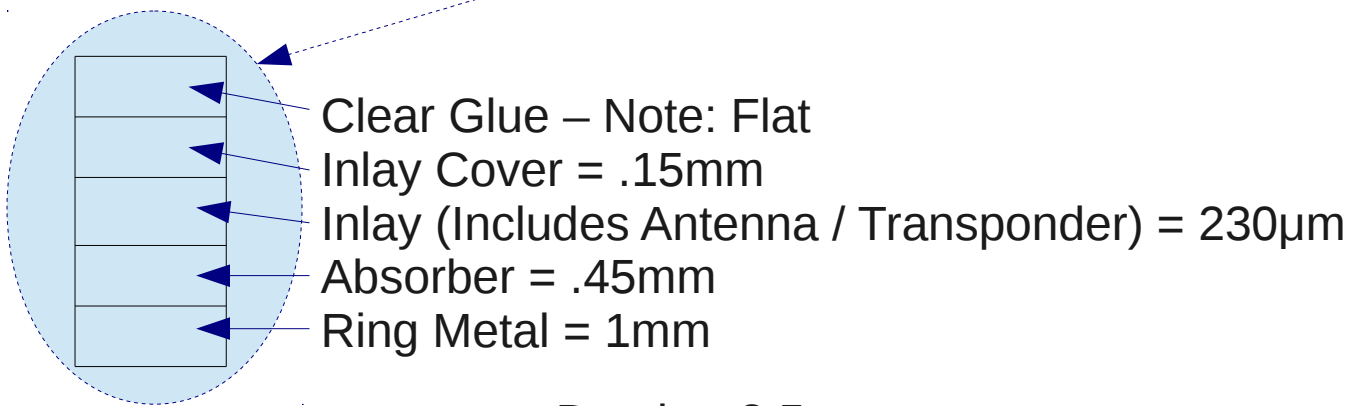 Clear Glue – Note: Flat
Inlay Cover = .15mm
Inlay (Includes Antenna / Transponder) = 230µm
Absorber = .45mm
Ring Metal = 1mm